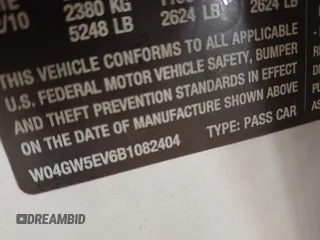 /10 2380 KG 2624 LB 2624 LB
5248 LB
THIS VEHICLE CONFORMS TO ALL APPLICABLE
U.S. FEDERAL MOTOR VEHICLE SAFETY, BUMPER
AND THEFT PREVENTION STANDARDS IN EFFECT
ON THE DATE OF MANUFACTURE SHOWN ABOVE
W04GW5EV6B1082404 TYPE: PASS CAR
DREAMBID